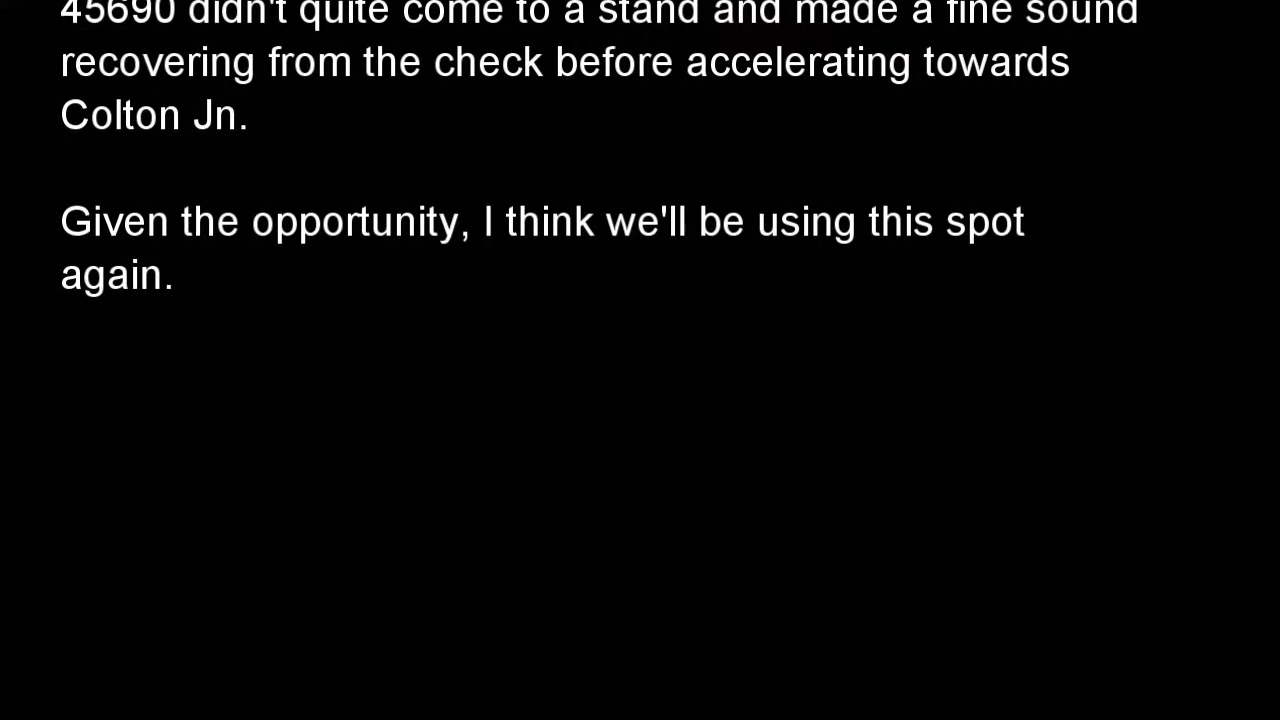 45690 didn't quite come to a stand and made a fine sound
recovering from the check before accelerating towards
Colton Jn.
Given the opportunity, I think we'll be using this spot
again.